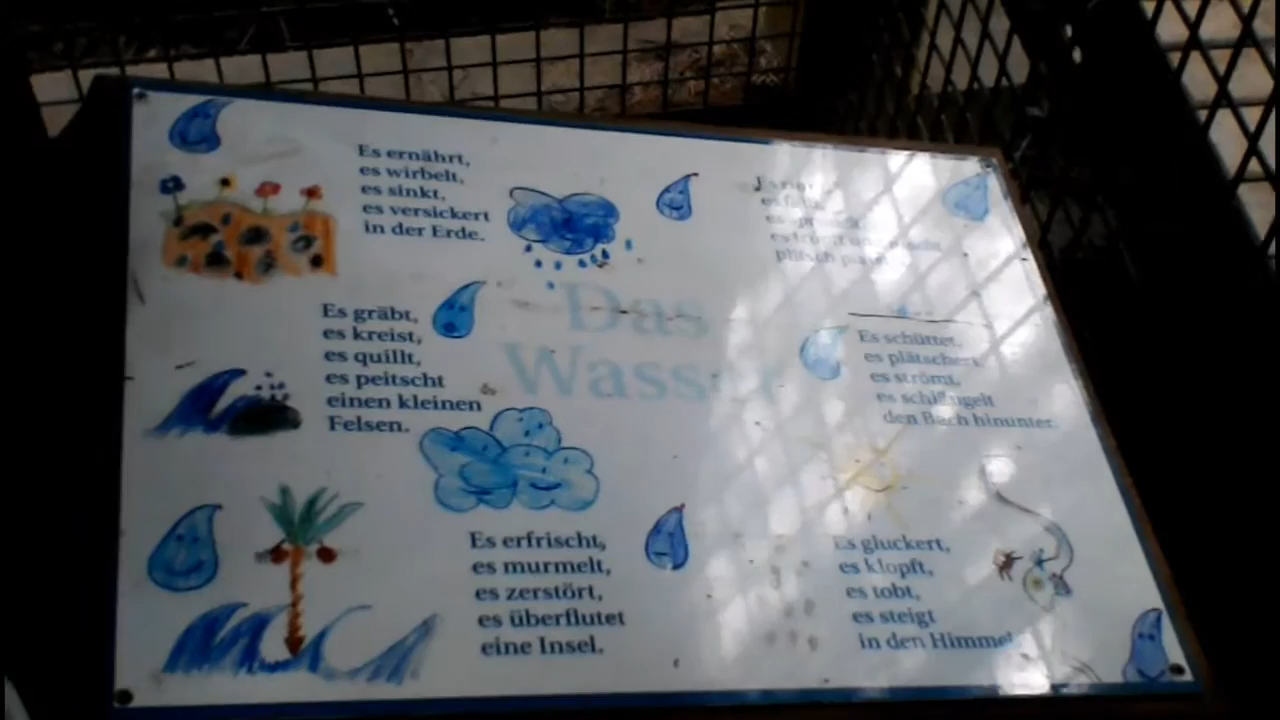 Das
Wasser
Es ernährt,
es wirbelt,
es sinkt,
es versickert
in der Erde.
plitsch
Es gräbt,
es kreist,
es quillt,
es peitscht
einen kleinen
Felsen.
Es schüttet,
es plätschert,
es strömt,
es schlängelt
den Bach hinunter.
Es erfrischt,
es murmelt,
es zerstört,
es überflutet
eine Insel.
Es gluckert,
es klopft,
es tobt,
es steigt
in den Himmel